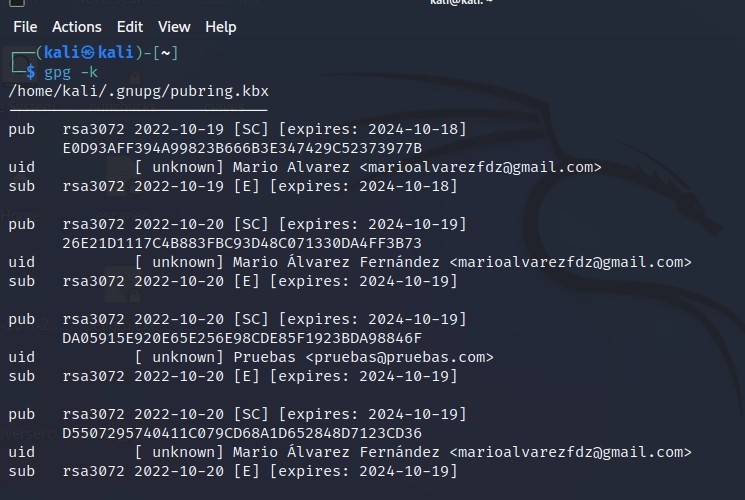 kali@kali: ~
File Actions Edit View Help
┌──(kali㉿kali)-[~]
└─$ gpg -k
/home/kali/.gnupg/pubring.kbx
-----------------------------
pub   rsa3072 2022-10-19 [SC] [expires: 2024-10-18]
      E0D93AFF394A99823B666B3E347429C52373977B
uid           [ unknown] Mario Alvarez <marioalvarezfdz@gmail.com>
sub   rsa3072 2022-10-19 [E] [expires: 2024-10-18]

pub   rsa3072 2022-10-20 [SC] [expires: 2024-10-19]
      26E21D1117C4B883FBC93D48C071330DA4FF3B73
uid           [ unknown] Mario Álvarez Fernández <marioalvarezfdz@gmail.com>
sub   rsa3072 2022-10-20 [E] [expires: 2024-10-19]

pub   rsa3072 2022-10-20 [SC] [expires: 2024-10-19]
      DA05915E920E65E256E98CDE85F1923BDA98846F
uid           [ unknown] Pruebas <pruebas@pruebas.com>
sub   rsa3072 2022-10-20 [E] [expires: 2024-10-19]

pub   rsa3072 2022-10-20 [SC] [expires: 2024-10-19]
      D5507295740411C079CD68A1D652848D7123CD36
uid           [ unknown] Mario Álvarez Fernández <marioalvarezfdz@gmail.com>
sub   rsa3072 2022-10-20 [E] [expires: 2024-10-19]